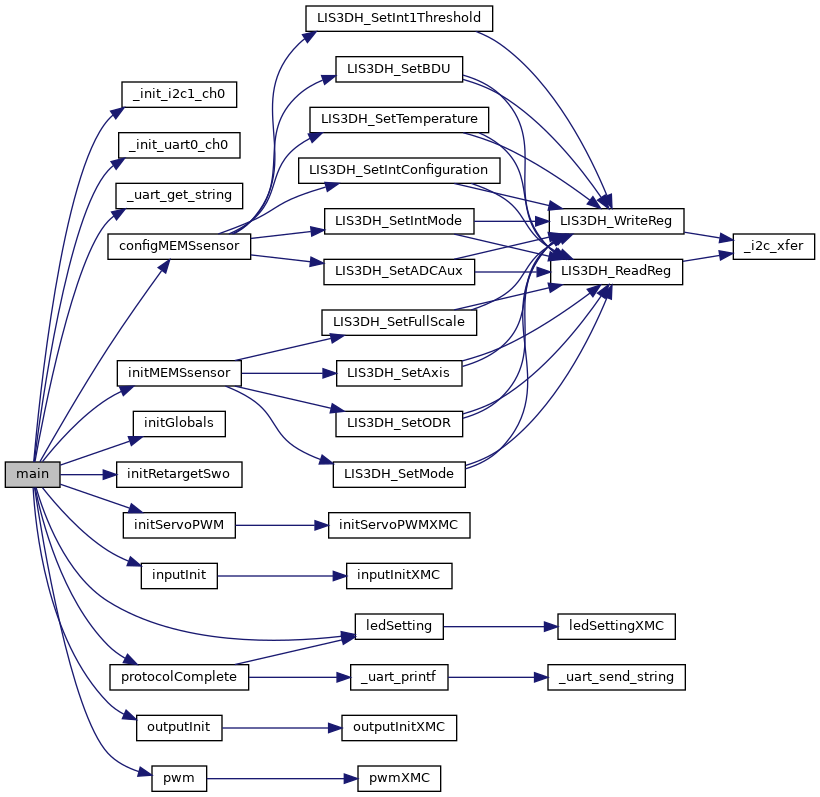 LIS3DH_SetInt1Threshold
LIS3DH_SetBDU
_init_i2c1_ch0
LIS3DH_SetTemperature
_init_uart0_ch0
LIS3DH_SetIntConfiguration
_uart_get_string
LIS3DH_SetIntMode
LIS3DH_WriteReg
configMEMSsensor
_i2c_xfer
LIS3DH_SetADCAux
LIS3DH_ReadReg
LIS3DH_SetFullScale
initMEMSsensor
LIS3DH_SetAxis
initGlobals
LIS3DH_SetODR
main
initRetargetSwo
LIS3DH_SetMode
initServoPWM
initServoPWMXMC
inputInit
inputInitXMC
ledSetting
ledSettingXMC
protocolComplete
_uart_printf
_uart_send_string
outputInit
outputInitXMC
pwm
pwmXMC